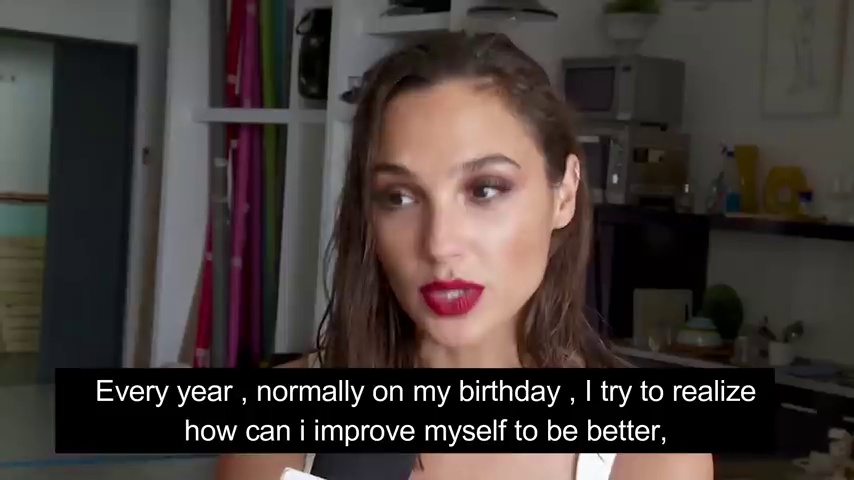 Every year , normally on my birthday , I try to realize
how can i improve myself to be better,